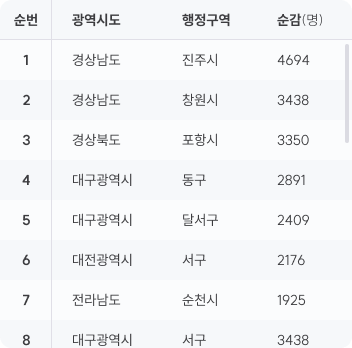 순번 광역시도 행정구역 순감(명)
1 경상남도 진주시 4694
2 경상남도 창원시 3438
3 경상북도 포항시 3350
4 대구광역시 동구 2891
5 대구광역시 달서구 2409
6 대전광역시 서구 2176
7 전라남도 순천시 1925
8 대구광역시 서구 3438